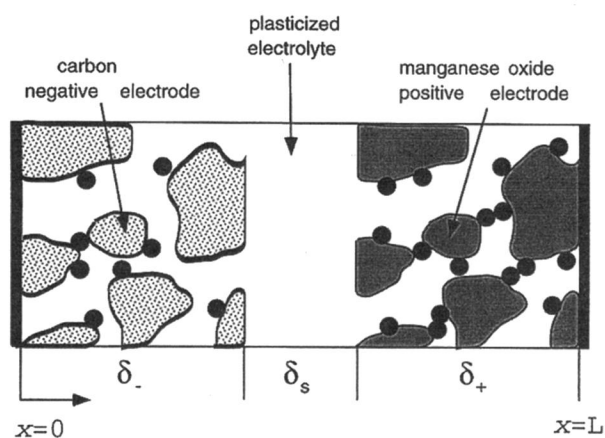 plasticized
electrolyte
carbon
negative electrode
manganese oxide
positive electrode
δ₋ δₛ δ₊
x=0 x=L